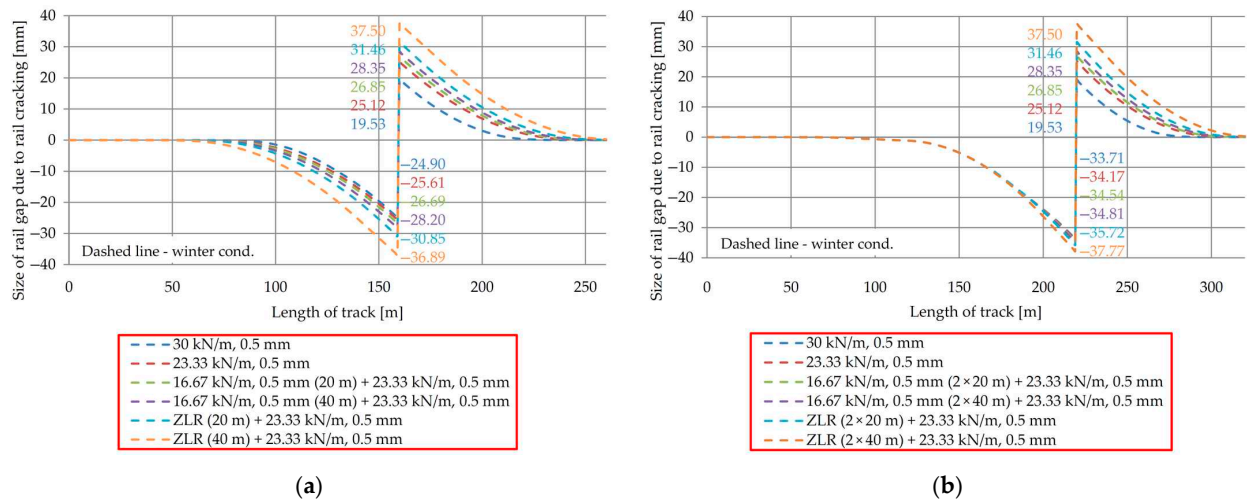 Size of rail gap due to rail cracking [mm]
40
30
20
10
0
−10
−20
−30
−40
37.50
31.46
28.35
26.85
25.12
19.53
−24.90
−25.61
26.69
−28.20
−30.85
−36.89
Dashed line - winter cond.
0 50 100 150 200 250
Length of track [m]
30 kN/m, 0.5 mm
23.33 kN/m, 0.5 mm
16.67 kN/m, 0.5 mm (20 m) + 23.33 kN/m, 0.5 mm
16.67 kN/m, 0.5 mm (40 m) + 23.33 kN/m, 0.5 mm
ZLR (20 m) + 23.33 kN/m, 0.5 mm
ZLR (40 m) + 23.33 kN/m, 0.5 mm
(a)
Size of rail gap due to rail cracking [mm]
40
30
20
10
0
−10
−20
−30
−40
37.50
31.46
28.35
26.85
25.12
19.53
−33.71
−34.17
−34.54
−34.81
−35.72
−37.77
Dashed line - winter cond.
0 50 100 150 200 250 300
Length of track [m]
30 kN/m, 0.5 mm
23.33 kN/m, 0.5 mm
16.67 kN/m, 0.5 mm (2×20 m) + 23.33 kN/m, 0.5 mm
16.67 kN/m, 0.5 mm (2×40 m) + 23.33 kN/m, 0.5 mm
ZLR (2×20 m) + 23.33 kN/m, 0.5 mm
ZLR (2×40 m) + 23.33 kN/m, 0.5 mm
(b)